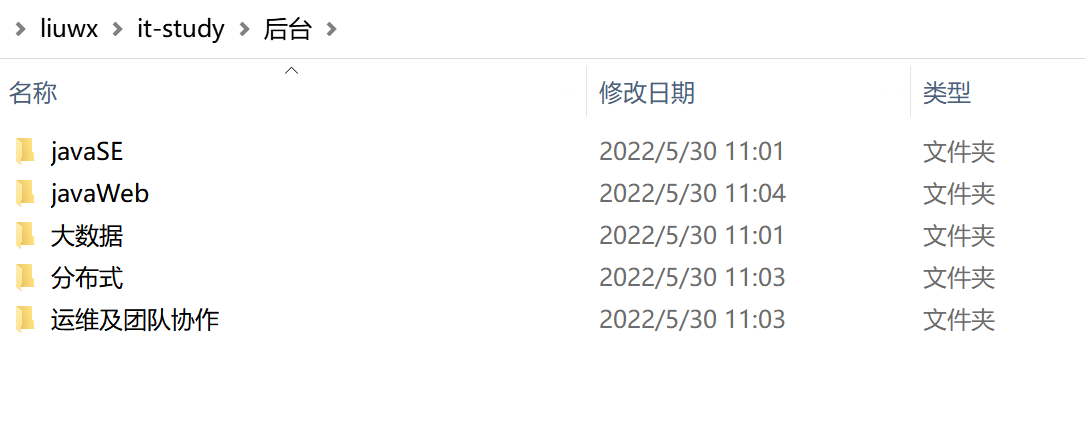 liuwx it-study 后台
名称 修改日期 类型
javaSE 2022/5/30 11:01 文件夹
javaWeb 2022/5/30 11:04 文件夹
大数据 2022/5/30 11:01 文件夹
分布式 2022/5/30 11:03 文件夹
运维及团队协作 2022/5/30 11:03 文件夹